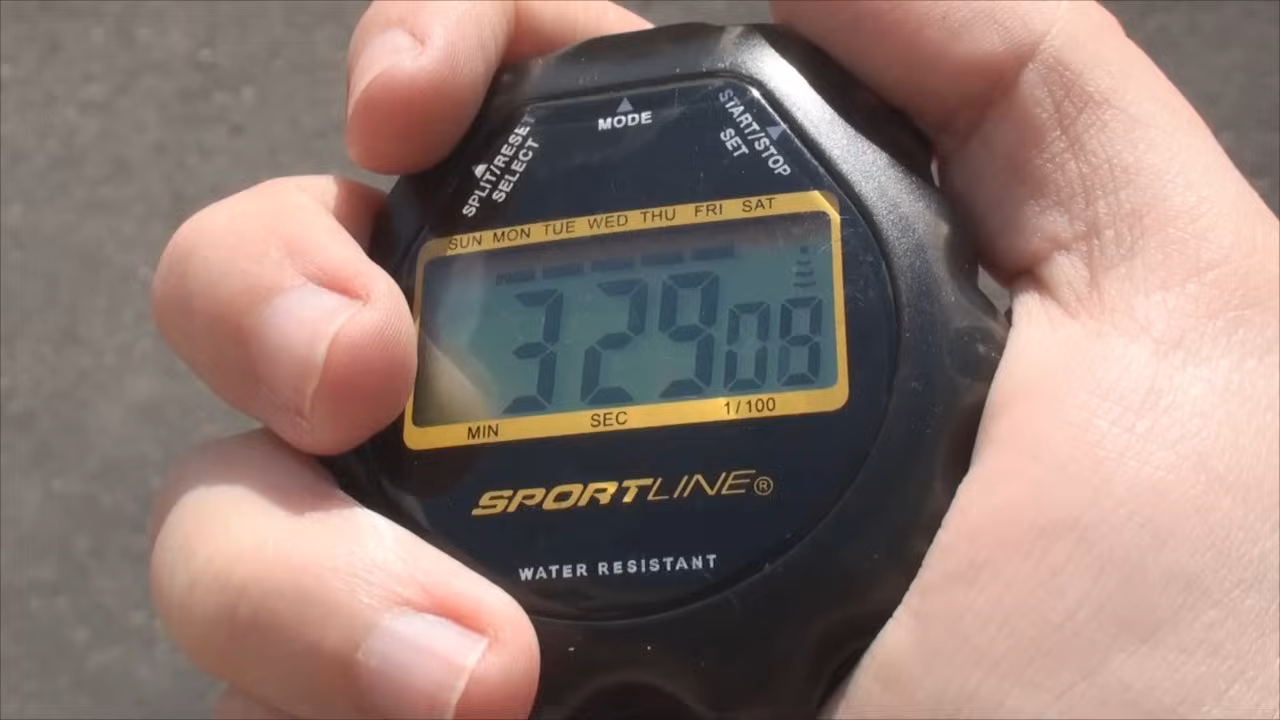 SPLIT/RESET
SELECT
MODE
START/STOP
SET
SUN MON TUE WED THU FRI SAT
3 29 08
MIN SEC 1/100
SPORTLINE®
WATER RESISTANT